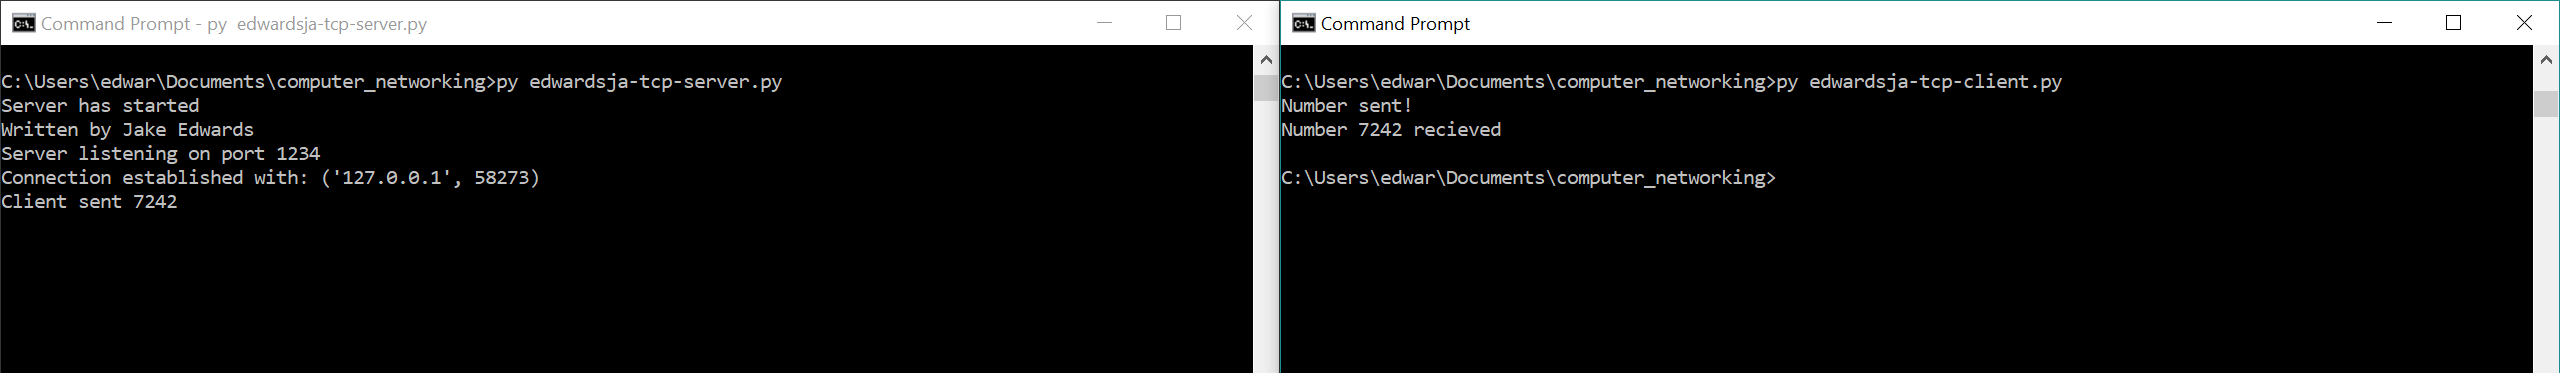 Command Prompt - py  edwardsja-tcp-server.py
C:\Users\edwar\Documents\computer_networking>py edwardsja-tcp-server.py
Server has started
Written by Jake Edwards
Server listening on port 1234
Connection established with: ('127.0.0.1', 58273)
Client sent 7242
Command Prompt
C:\Users\edwar\Documents\computer_networking>py edwardsja-tcp-client.py
Number sent!
Number 7242 recieved
C:\Users\edwar\Documents\computer_networking>